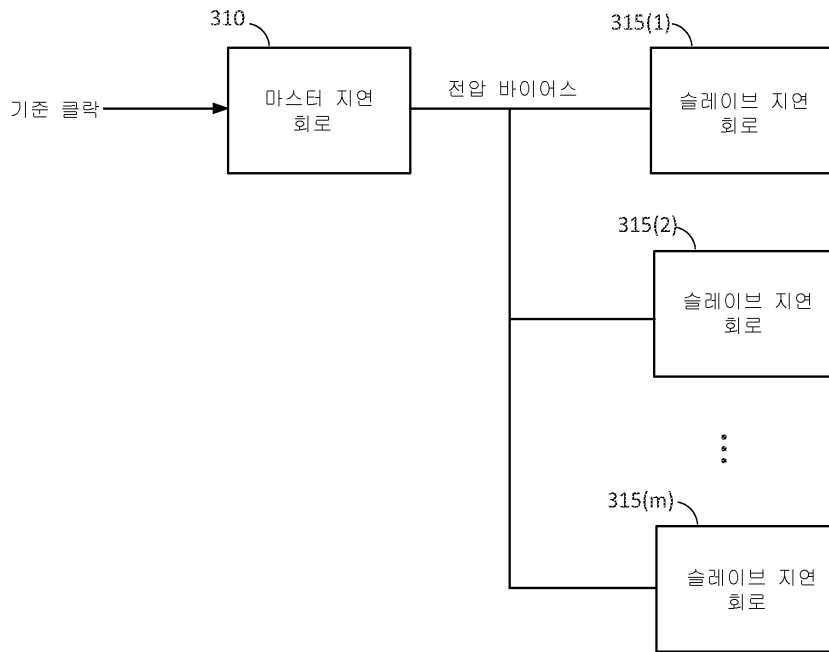 310
315(1)
기준 클락
마스터 지연
회로
전압 바이어스
슬레이브 지연
회로
315(2)
슬레이브 지연
회로
315(m)
슬레이브 지연
회로